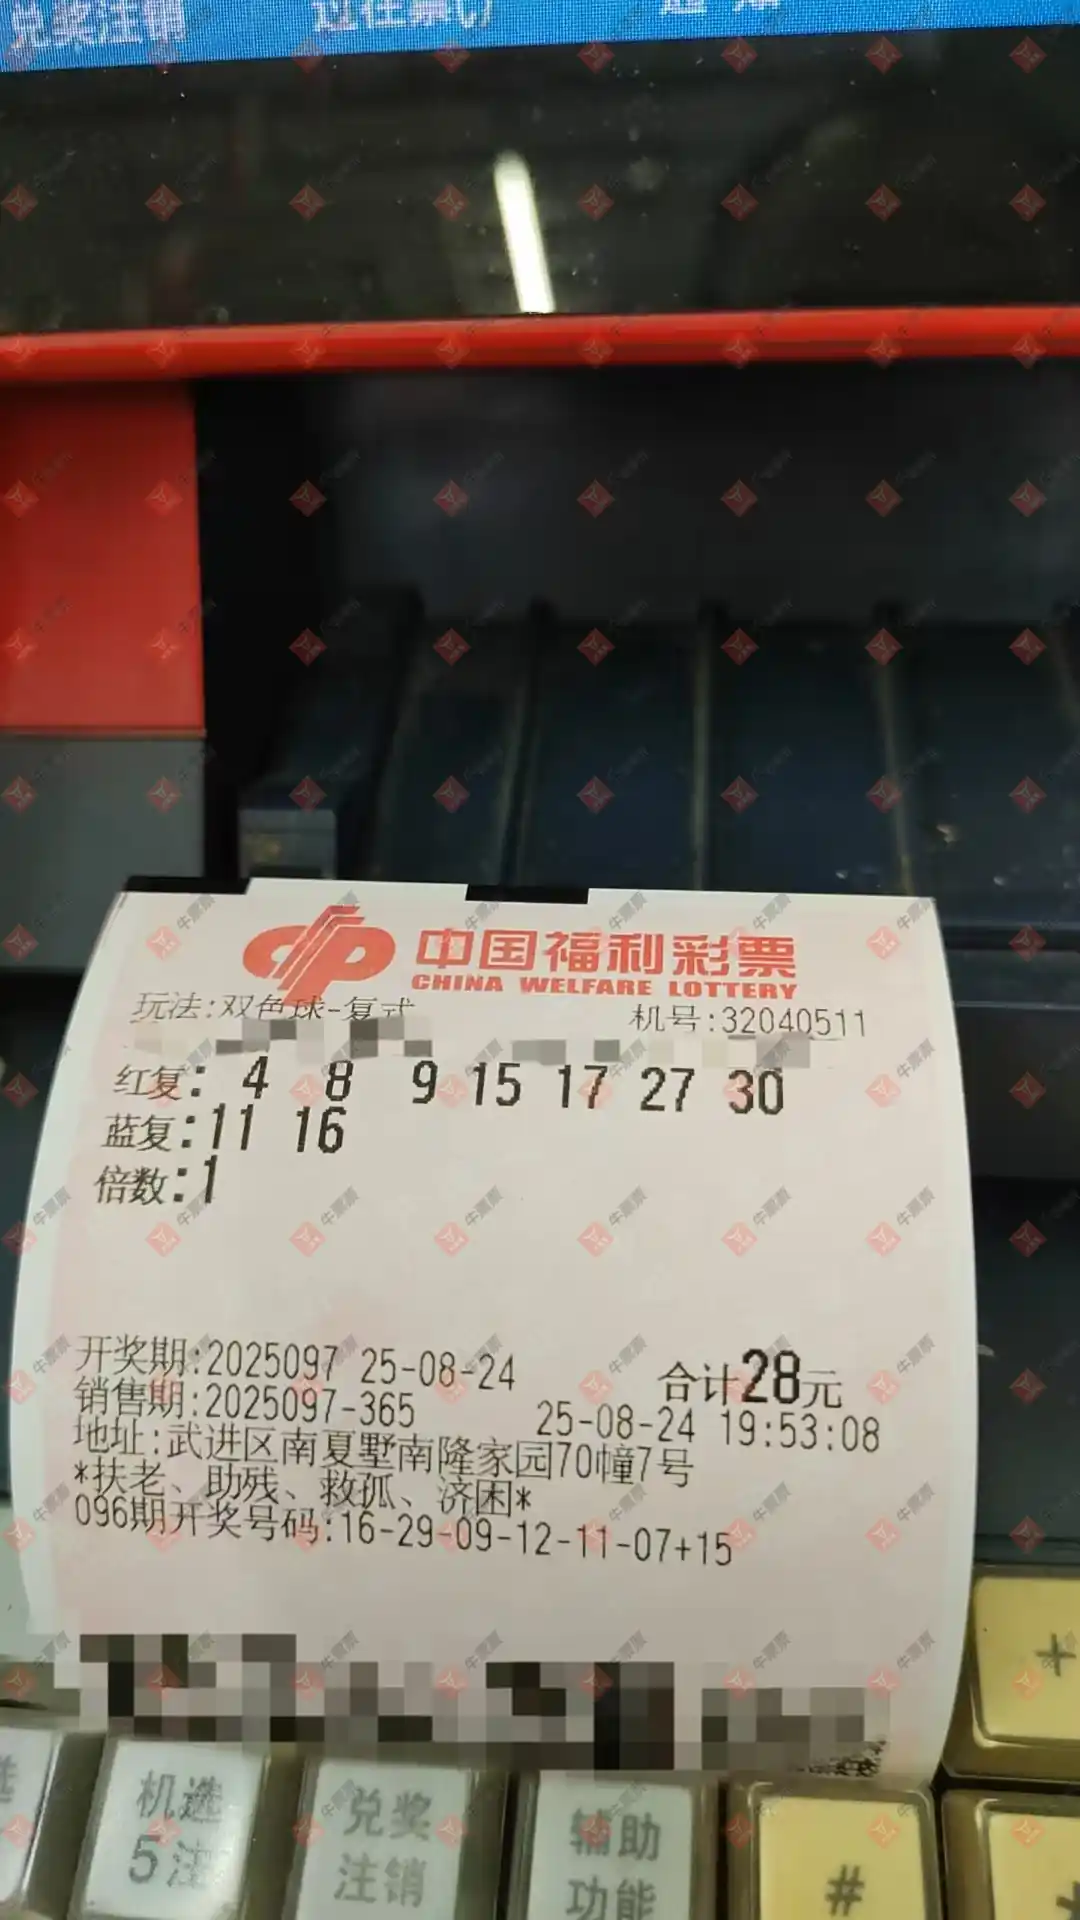 兑奖注销
中国福利彩票
CHINA WELFARE LOTTERY
玩法:双色球-复式 机号:32040511
红复: 4 8 9 15 17 27 30
蓝复:11 16
倍数:1
开奖期:2025097 25-08-24 合计28元
销售期:2025097-365 25-08-24 19:53:08
地址:武进区南夏墅南隆家园70幢7号
*扶老、助残、救孤、济困*
096期开奖号码:16-29-09-12-11-07+15
+
机选
5注
兑奖
注销
辅助
功能
#
牛票票